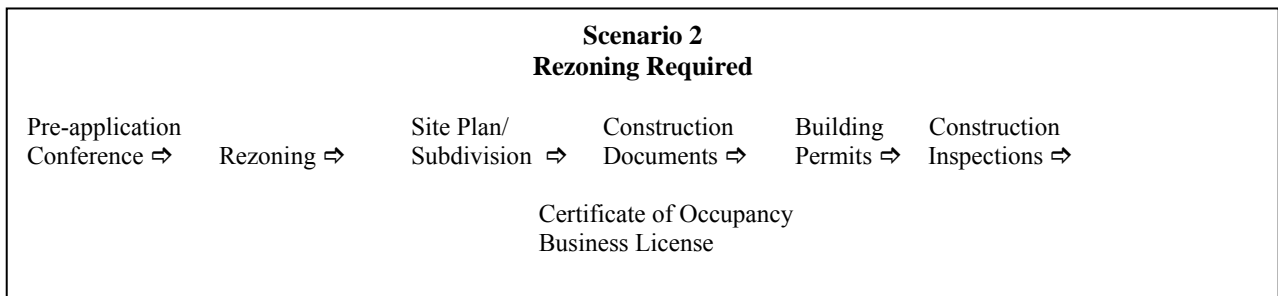 Scenario 2
Rezoning Required
Pre-application Site Plan/ Construction Building Construction
Conference ⇨ Rezoning ⇨ Subdivision ⇨ Documents ⇨ Permits ⇨ Inspections ⇨
Certificate of Occupancy
Business License